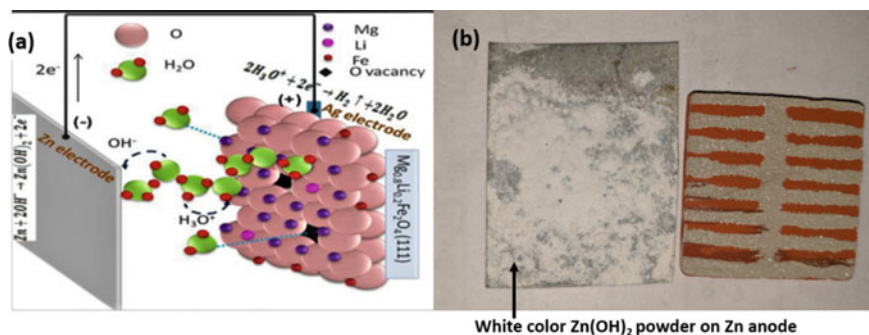 (a)
O
H₂O
Mg
Li
Fe
O vacancy
2e⁻
(-)
(+)
2H₃O⁺+2e⁻→H₂↑+2H₂O
Ag electrode
OH⁻
Zn electrode
Zn+2OH⁻→Zn(OH)₂+2e⁻
H₃O⁺
Mg₀.₈Li₀.₂Fe₂O₄(111)
(b)
White color Zn(OH)₂ powder on Zn anode